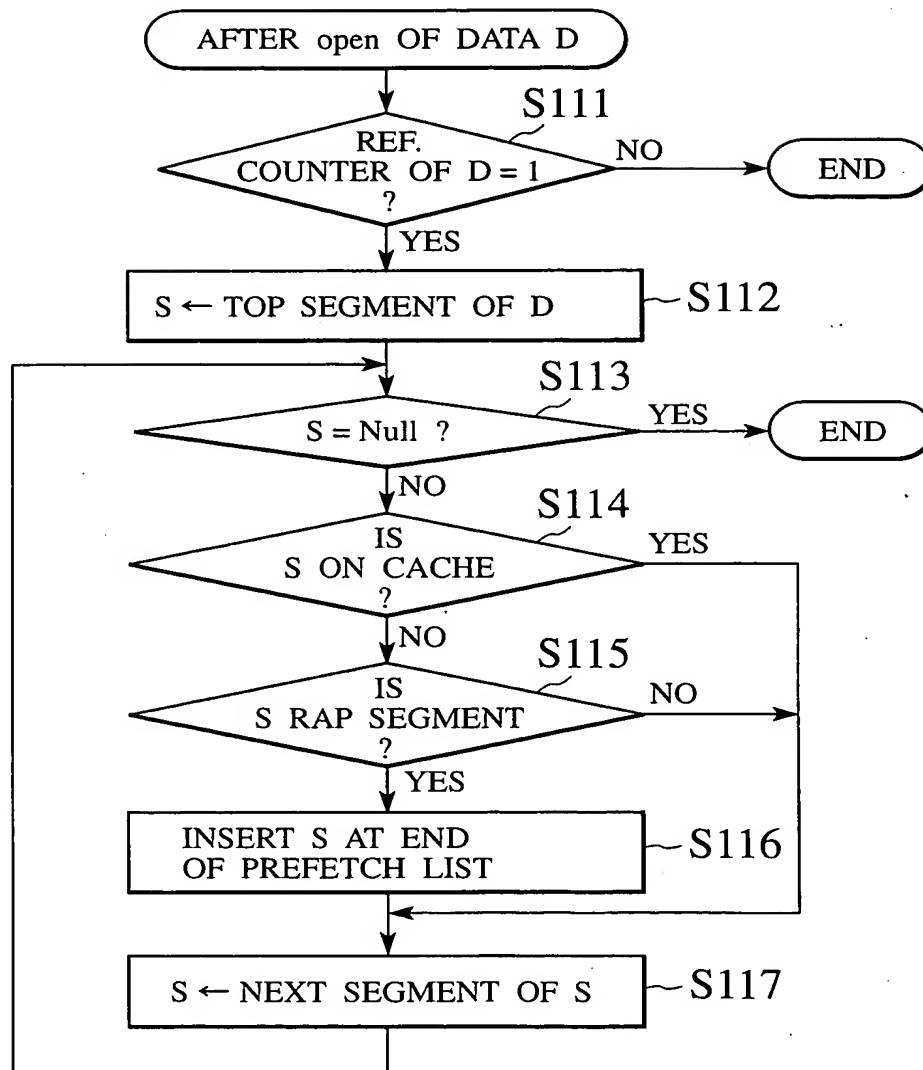 AFTER open OF DATA D
S111
REF.
COUNTER OF D = 1
?
NO
END
YES
S ← TOP SEGMENT OF D
S112
S113
S = Null ?
YES
END
NO
S114
IS
S ON CACHE
?
YES
NO
S115
IS
S RAP SEGMENT
?
NO
YES
INSERT S AT END
OF PREFETCH LIST
S116
S ← NEXT SEGMENT OF S
S117